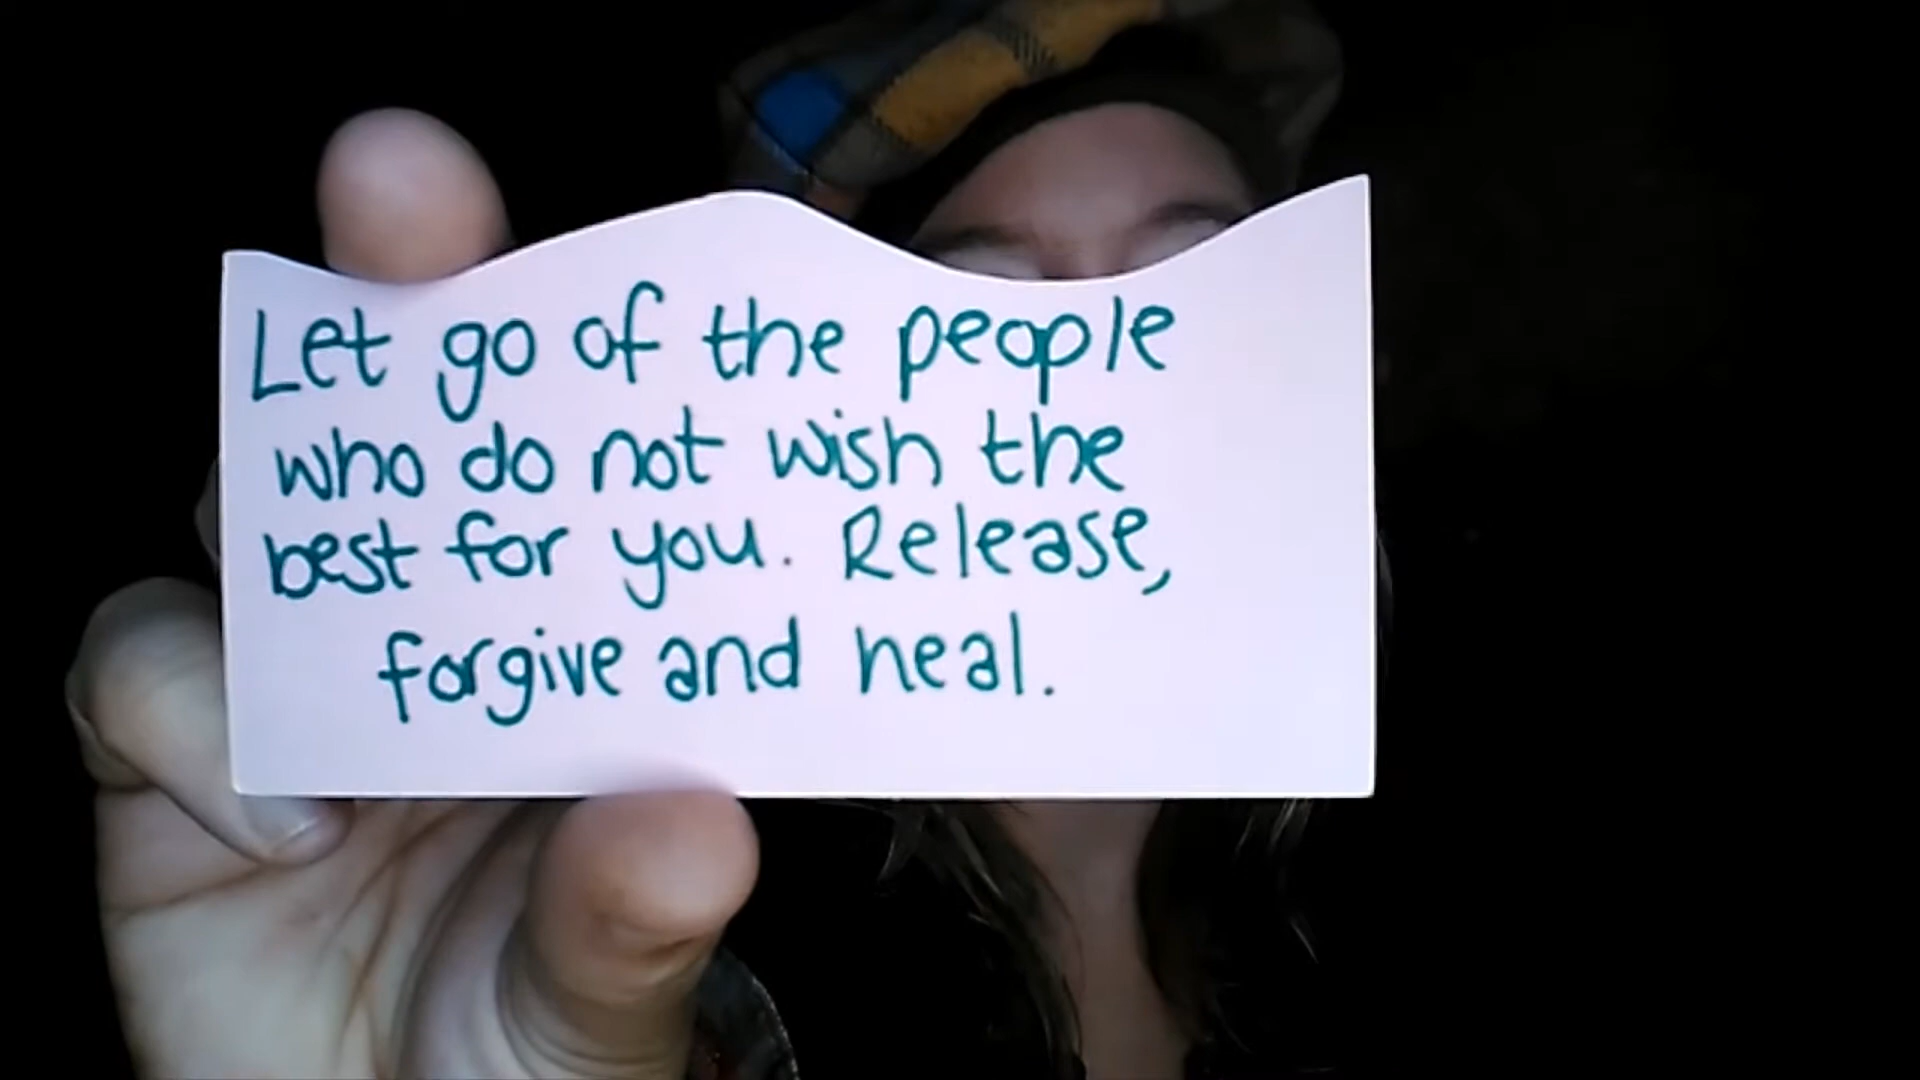 Let go of the people
who do not wish the
best for you. Release,
forgive and heal.